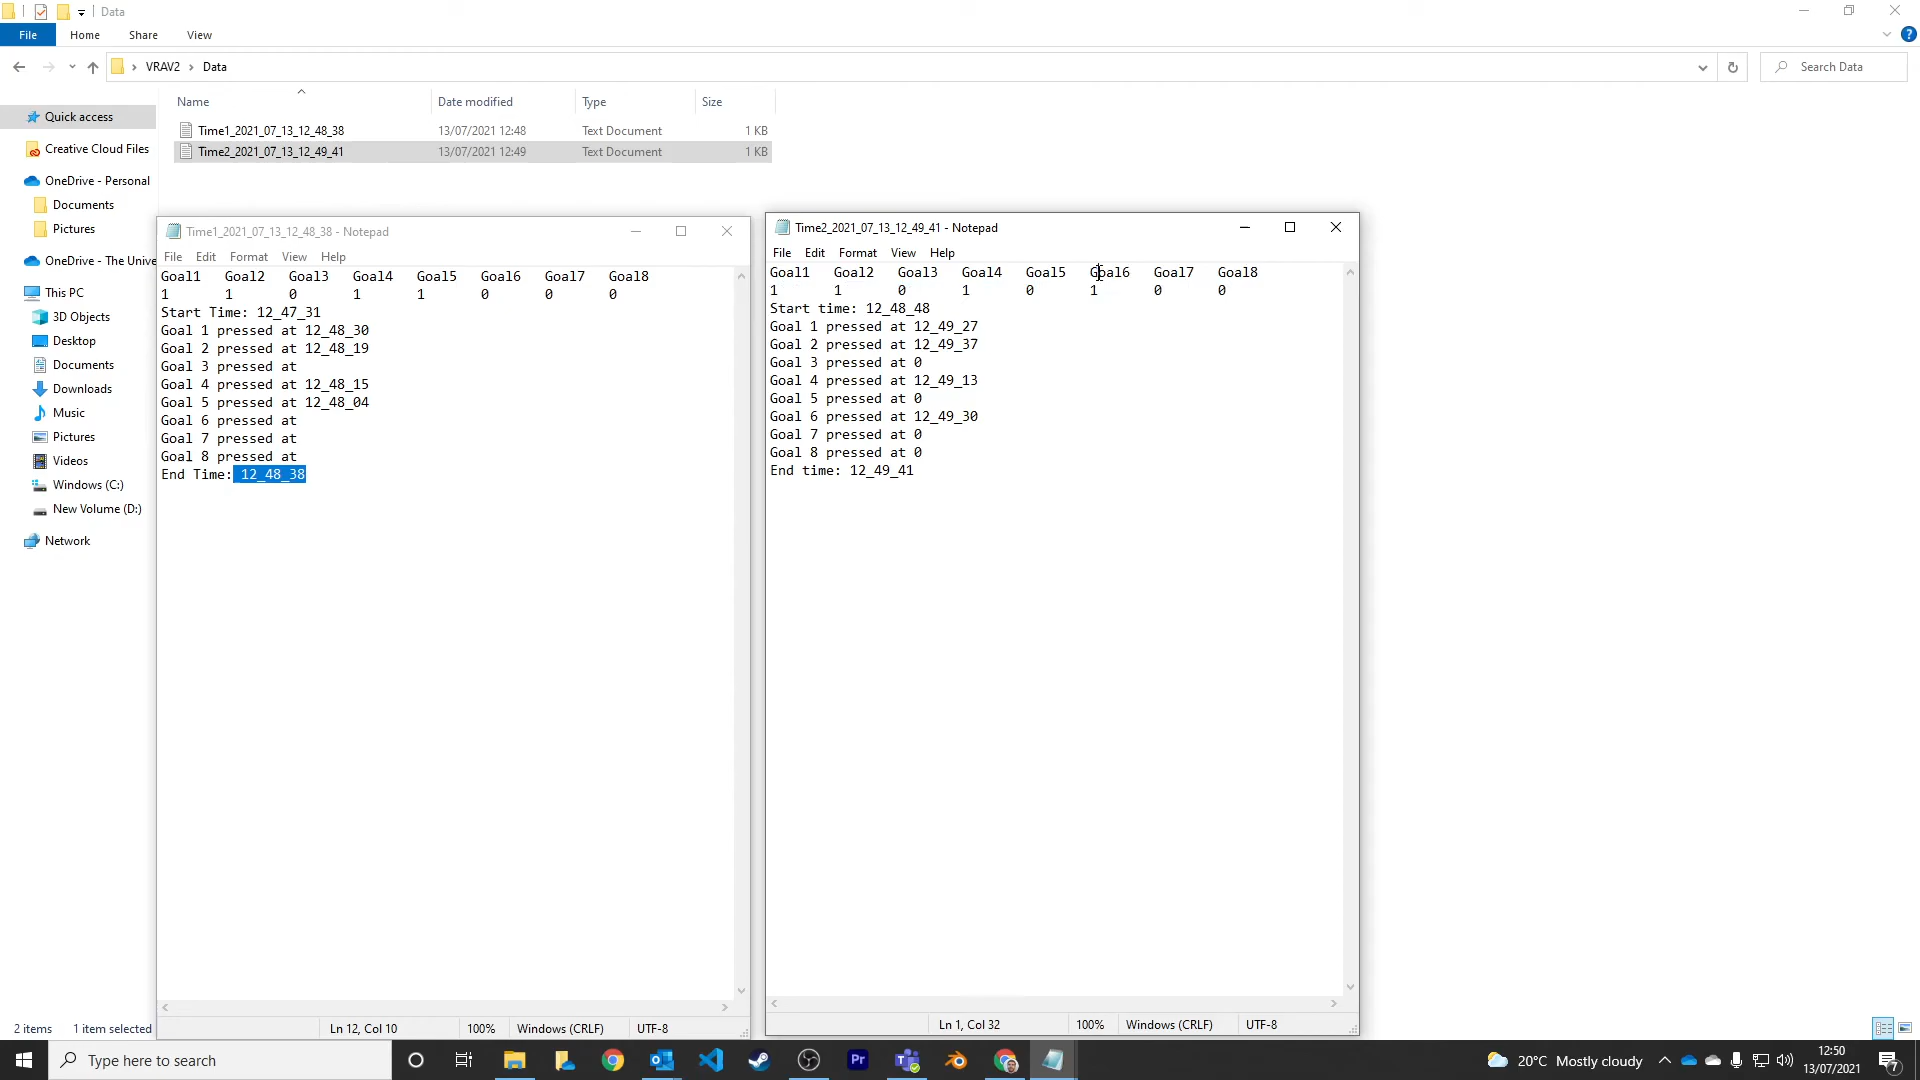 Data
File Home Share View
VRAV2 Data Search Data
Name Date modified Type Size
Time1_2021_07_13_12_48_38 13/07/2021 12:48 Text Document 1 KB
Time2_2021_07_13_12_49_41 13/07/2021 12:49 Text Document 1 KB
Quick access
Creative Cloud Files
OneDrive - Personal
Documents
Pictures
OneDrive - The Unive
This PC
3D Objects
Desktop
Documents
Downloads
Music
Pictures
Videos
Windows (C:)
New Volume (D:)
Network
2 items 1 item selected
Time1_2021_07_13_12_48_38 - Notepad
File Edit Format View Help
Goal1 Goal2 Goal3 Goal4 Goal5 Goal6 Goal7 Goal8
1 1 0 1 1 0 0 0
Start Time: 12_47_31
Goal 1 pressed at 12_48_30
Goal 2 pressed at 12_48_19
Goal 3 pressed at
Goal 4 pressed at 12_48_15
Goal 5 pressed at 12_48_04
Goal 6 pressed at
Goal 7 pressed at
Goal 8 pressed at
End Time: 12_48_38
Ln 12, Col 10 100% Windows (CRLF) UTF-8
Time2_2021_07_13_12_49_41 - Notepad
File Edit Format View Help
Goal1 Goal2 Goal3 Goal4 Goal5 Goal6 Goal7 Goal8
1 1 0 1 0 1 0 0
Start time: 12_48_48
Goal 1 pressed at 12_49_27
Goal 2 pressed at 12_49_37
Goal 3 pressed at 0
Goal 4 pressed at 12_49_13
Goal 5 pressed at 0
Goal 6 pressed at 12_49_30
Goal 7 pressed at 0
Goal 8 pressed at 0
End time: 12_49_41
Ln 1, Col 32 100% Windows (CRLF) UTF-8
Type here to search
Pr
20°C Mostly cloudy
12:50
13/07/2021
7